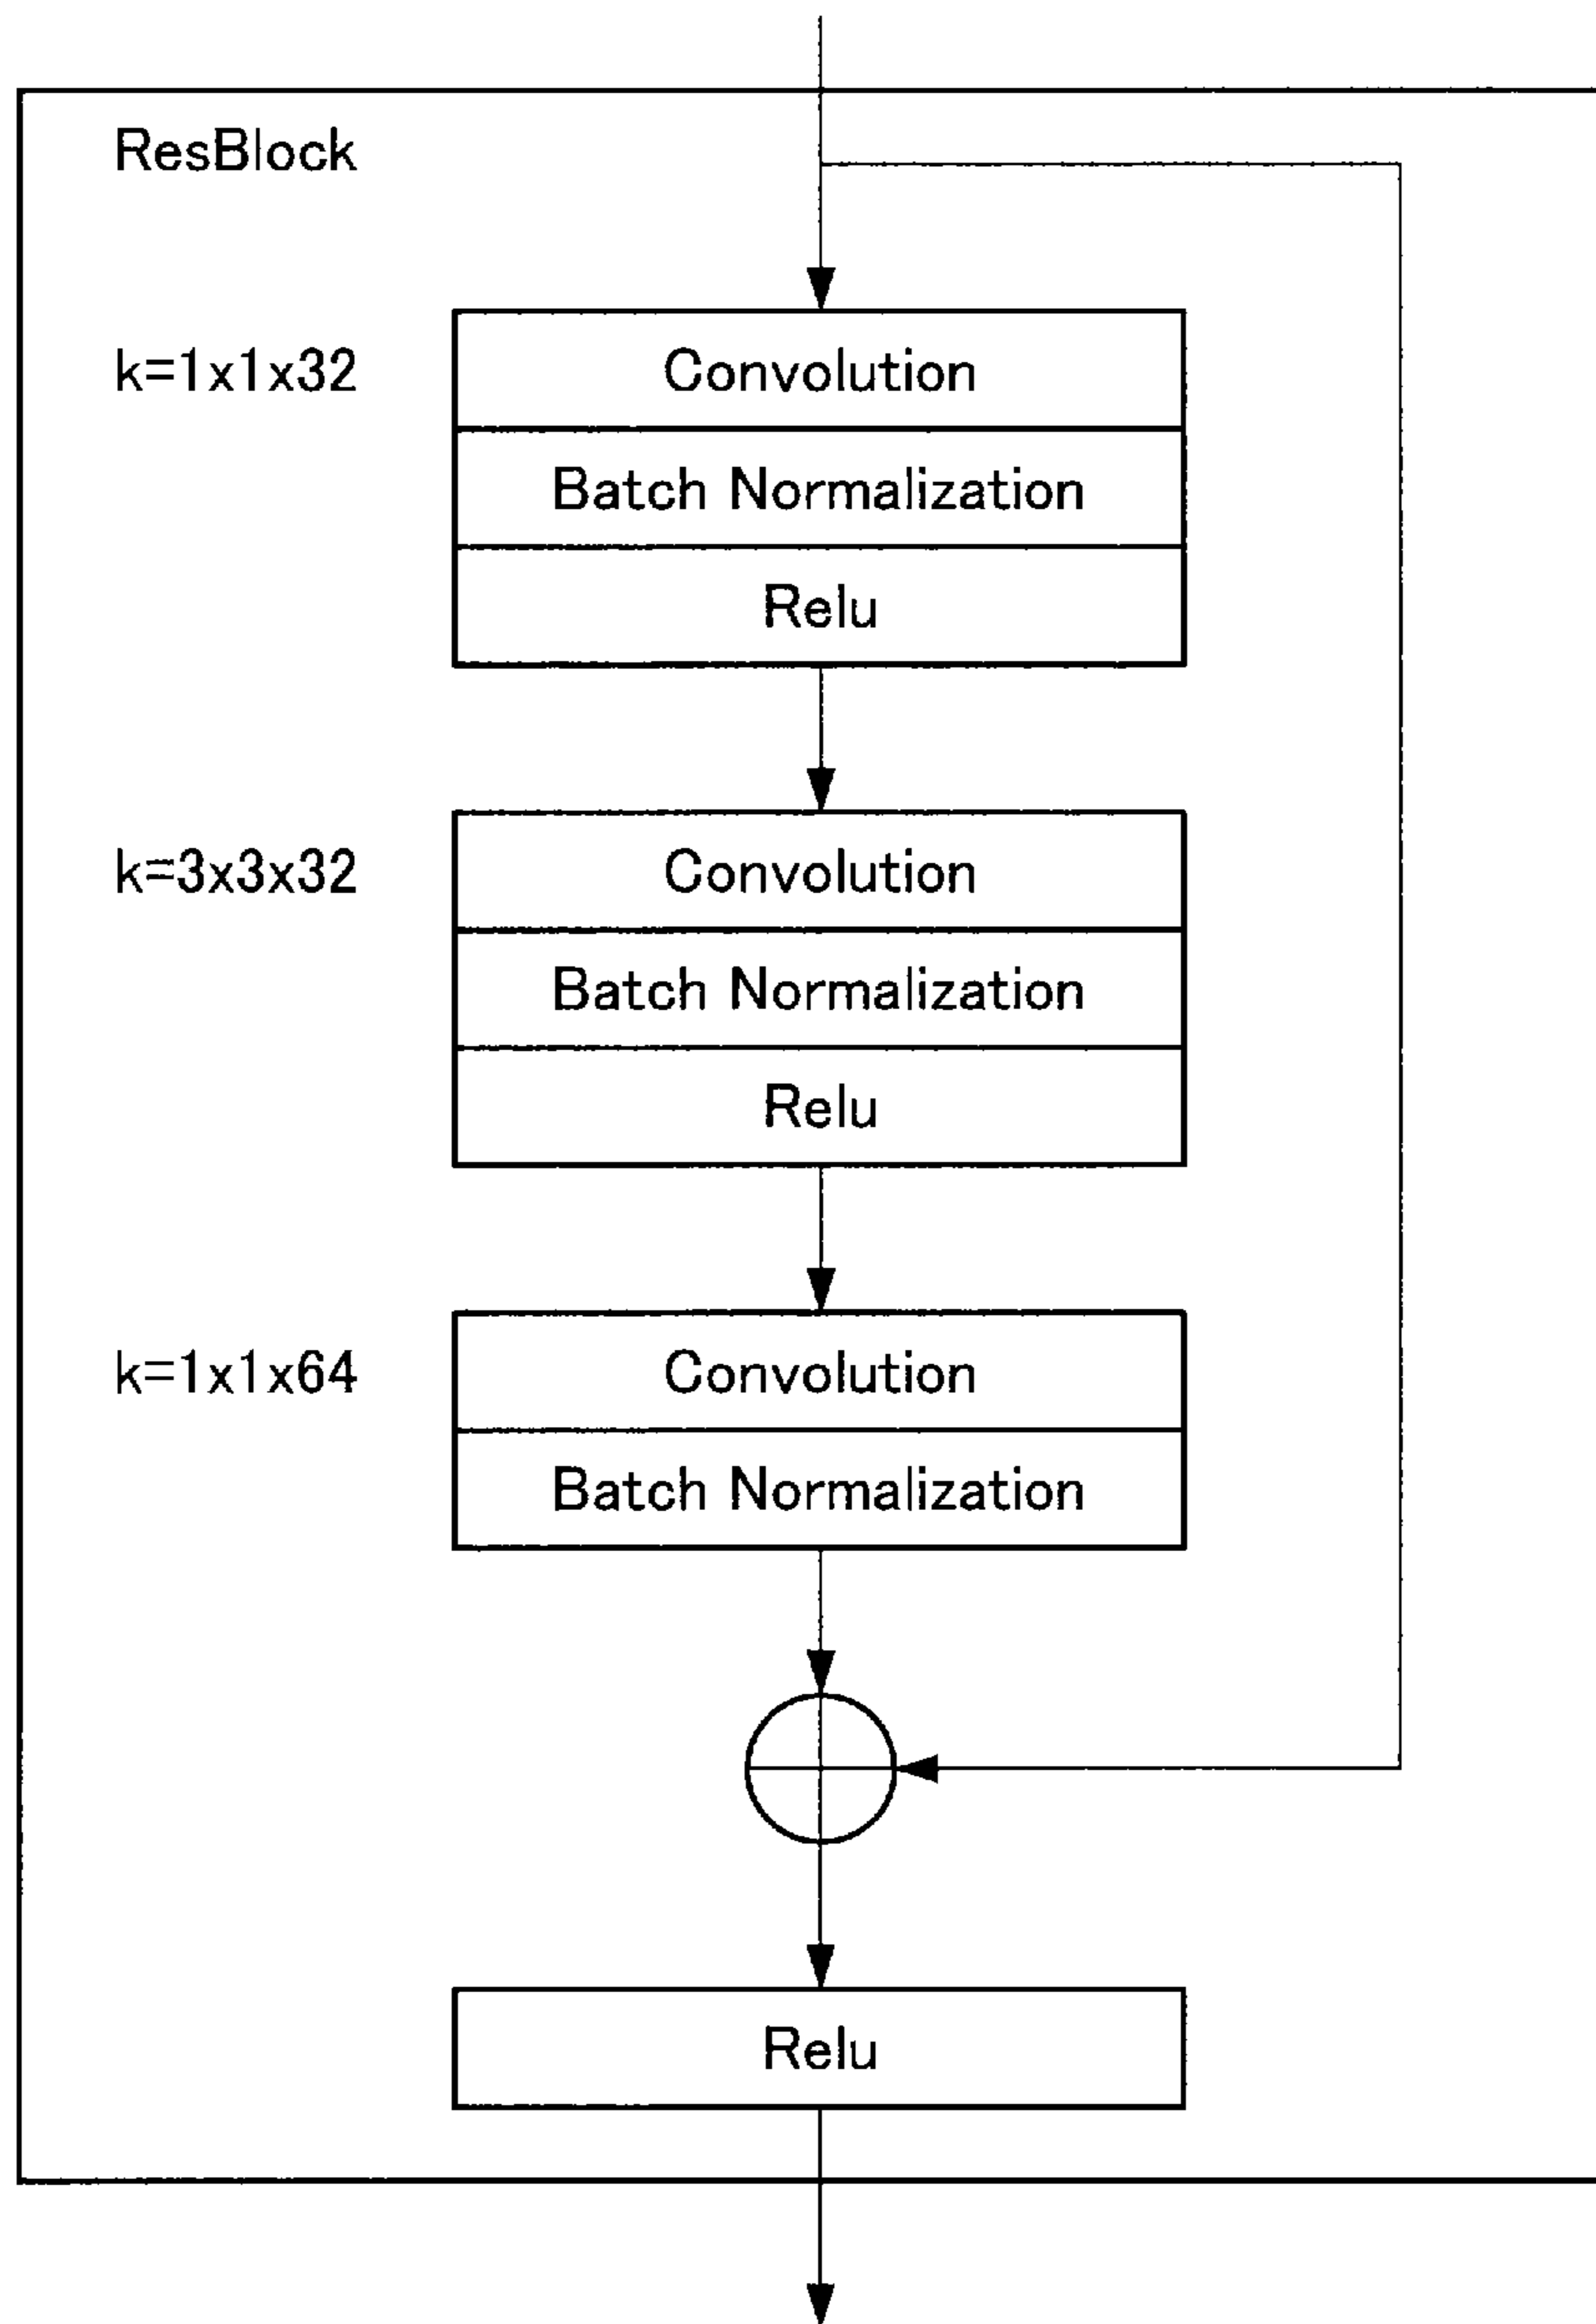 ResBlock
k=1x1x32
Convolution
Batch Normalization
Relu
k=3x3x32
Convolution
Batch Normalization
Relu
k=1x1x64
Convolution
Batch Normalization
Relu